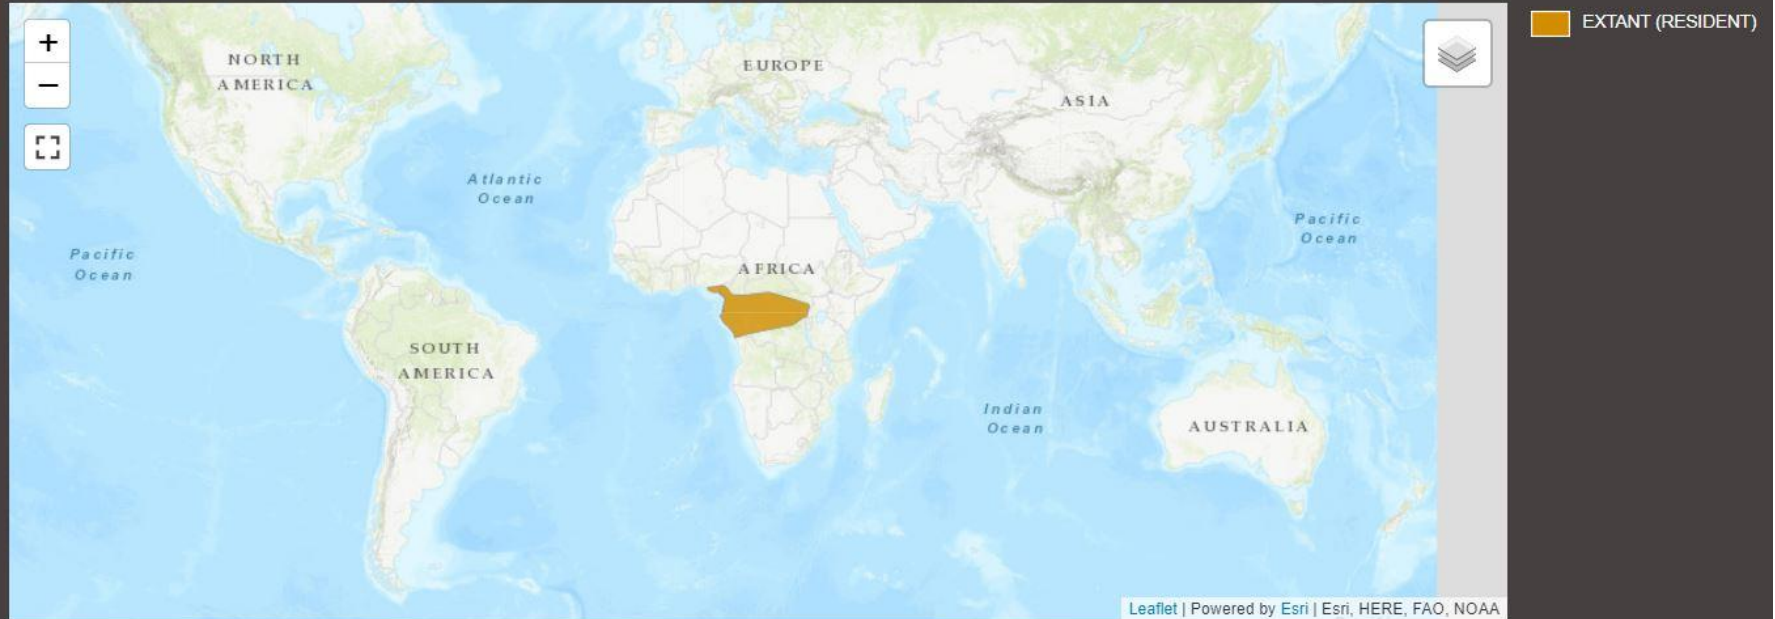 +
−
NORTH
AMERICA
EUROPE
ASIA
Atlantic
Ocean
Pacific
Ocean
Pacific
Ocean
AFRICA
SOUTH
AMERICA
Indian
Ocean
AUSTRALIA
Leaflet | Powered by Esri | Esri, HERE, FAO, NOAA
EXTANT (RESIDENT)